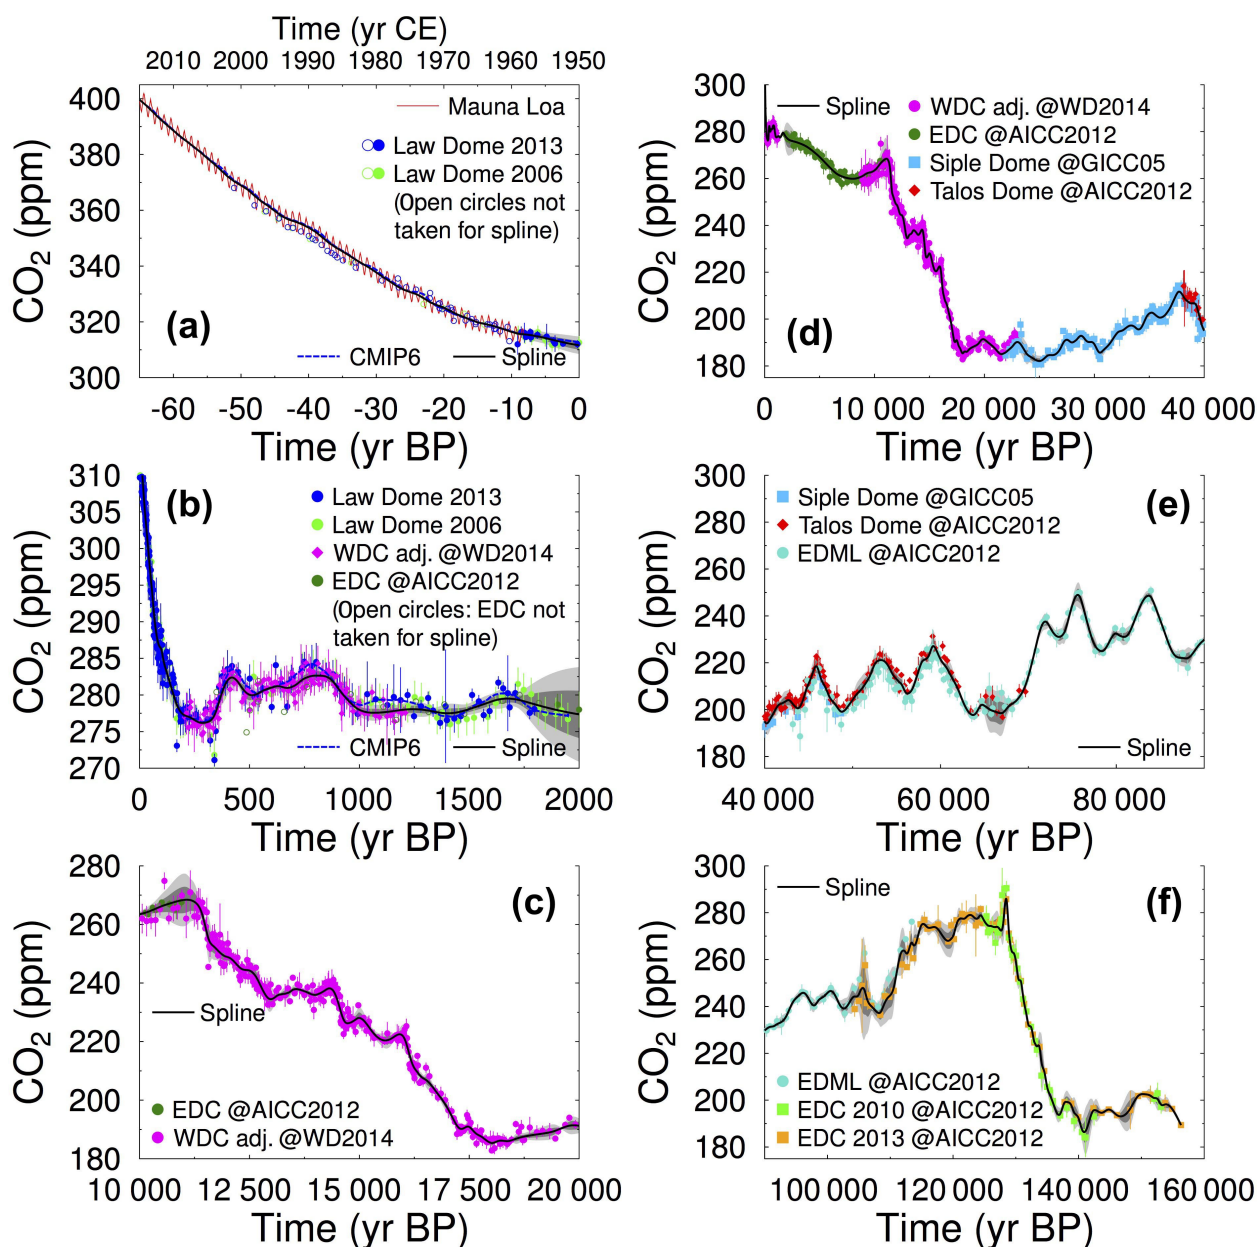 Time (yr CE)
2010 2000 1990 1980 1970 1960 1950
400
380
360
340
320
300
CO2 (ppm)
Mauna Loa
Law Dome 2013
Law Dome 2006
(Open circles not
taken for spline)
(a)
CMIP6 Spline
-60 -50 -40 -30 -20 -10 0
Time (yr BP)
300
280
260
240
220
200
180
CO2 (ppm)
Spline
WDC adj. @WD2014
EDC @AICC2012
Siple Dome @GICC05
Talos Dome @AICC2012
(d)
0 10 000 20 000 30 000 40 000
Time (yr BP)
310
305
300
295
290
285
280
275
270
CO2 (ppm)
(b)
Law Dome 2013
Law Dome 2006
WDC adj. @WD2014
EDC @AICC2012
(Open circles: EDC not
taken for spline)
CMIP6 Spline
0 500 1000 1500 2000
Time (yr BP)
300
280
260
240
220
200
180
CO2 (ppm)
Siple Dome @GICC05
Talos Dome @AICC2012
EDML @AICC2012
(e)
Spline
40 000 60 000 80 000
Time (yr BP)
280
260
240
220
200
180
CO2 (ppm)
(c)
Spline
EDC @AICC2012
WDC adj. @WD2014
10 000 12 500 15 000 17 500 20 000
Time (yr BP)
300
280
260
240
220
200
180
CO2 (ppm)
Spline
(f)
EDML @AICC2012
EDC 2010 @AICC2012
EDC 2013 @AICC2012
100 000 120 000 140 000 160 000
Time (yr BP)